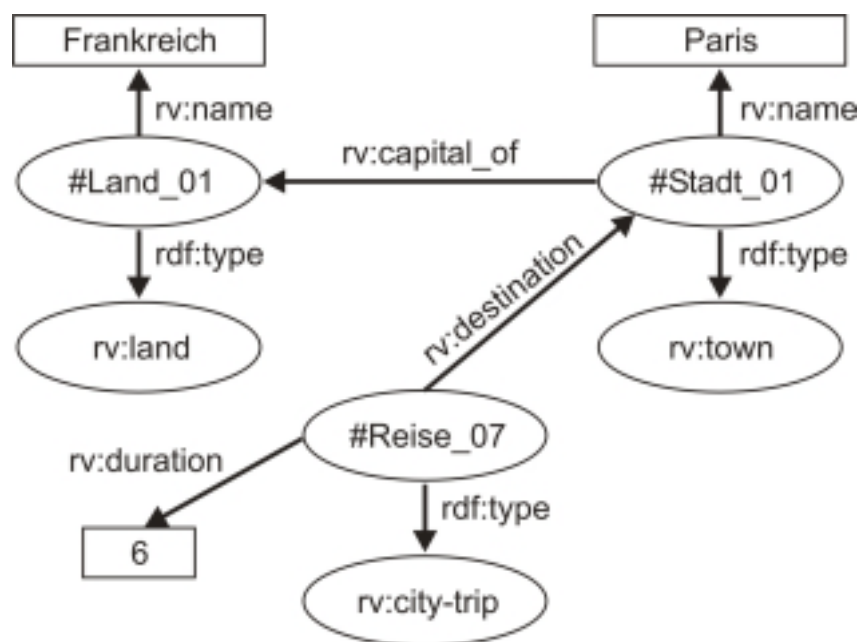 Frankreich
Paris
rv:name
rv:name
rv:capital_of
#Land_01
#Stadt_01
rdf:type
rdf:type
rv:destination
rv:land
rv:town
#Reise_07
rv:duration
rdf:type
6
rv:city-trip